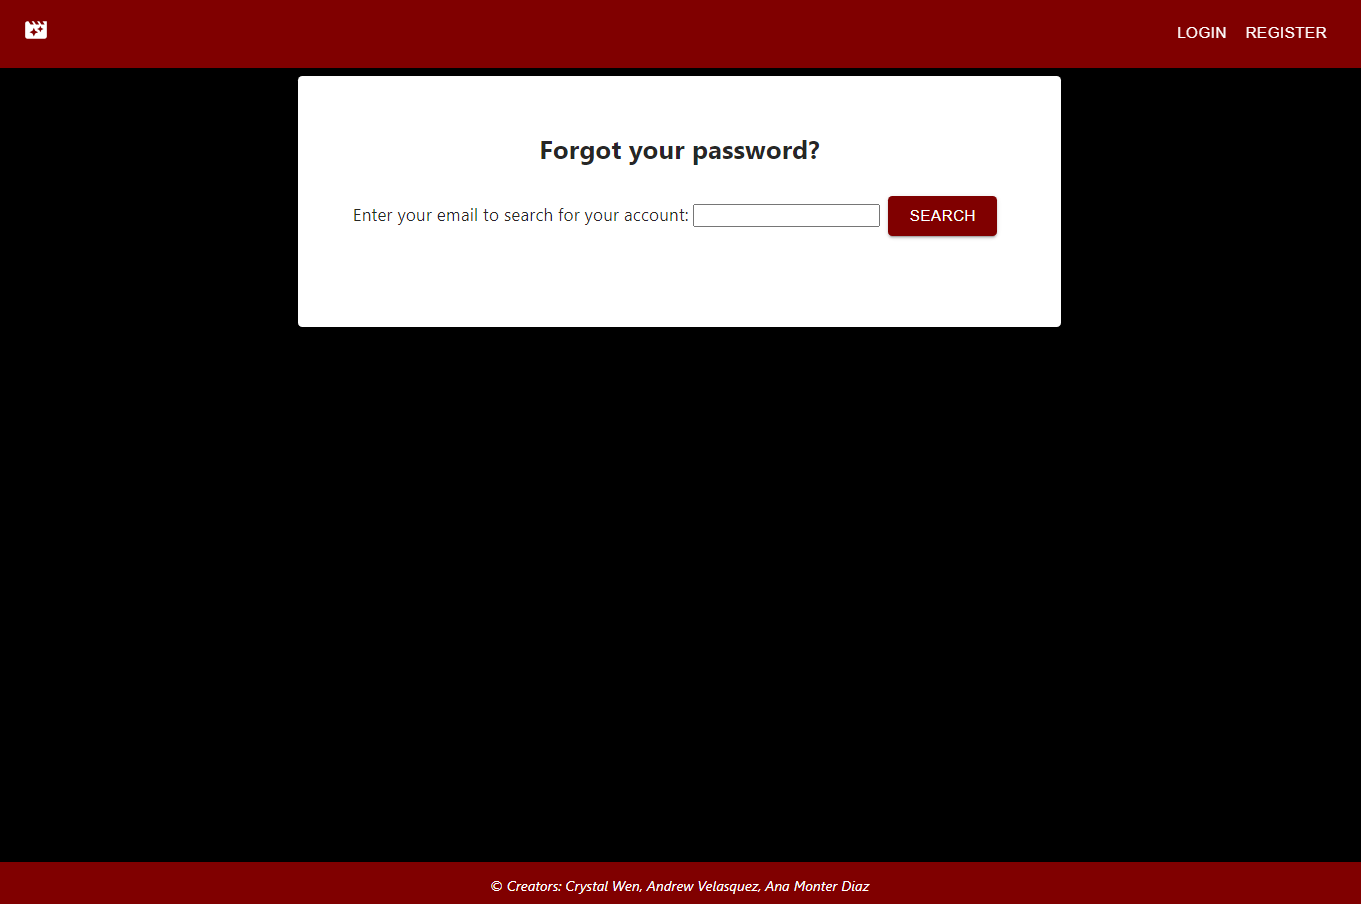 LOGIN REGISTER
Forgot your password?
Enter your email to search for your account: SEARCH
© Creators: Crystal Wen, Andrew Velasquez, Ana Monter Diaz